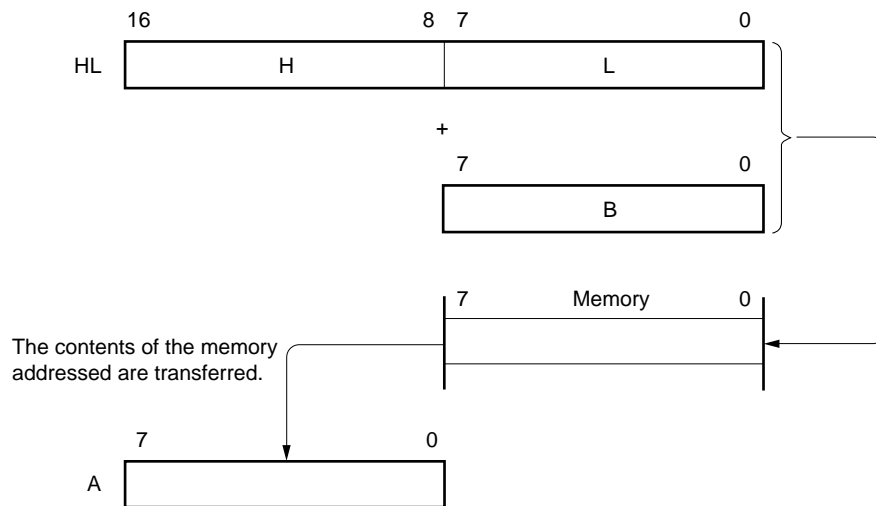 16 8 7 0
HL H L
+
7 0
B
7 Memory 0
The contents of the memory
addressed are transferred.
7 0
A